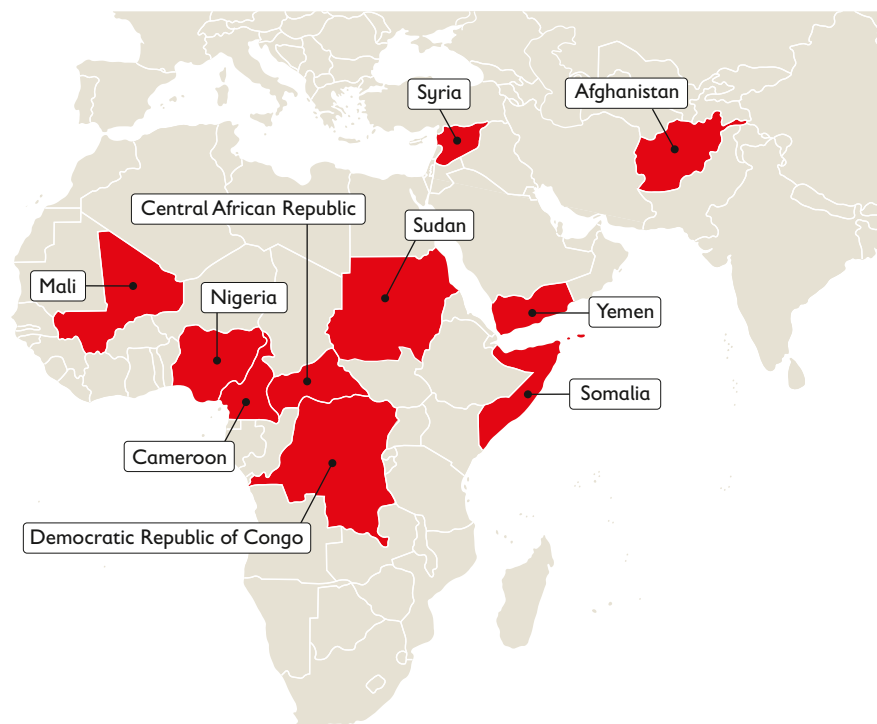 Syria
Afghanistan
Central African Republic
Sudan
Mali
Nigeria
Yemen
Somalia
Cameroon
Democratic Republic of Congo